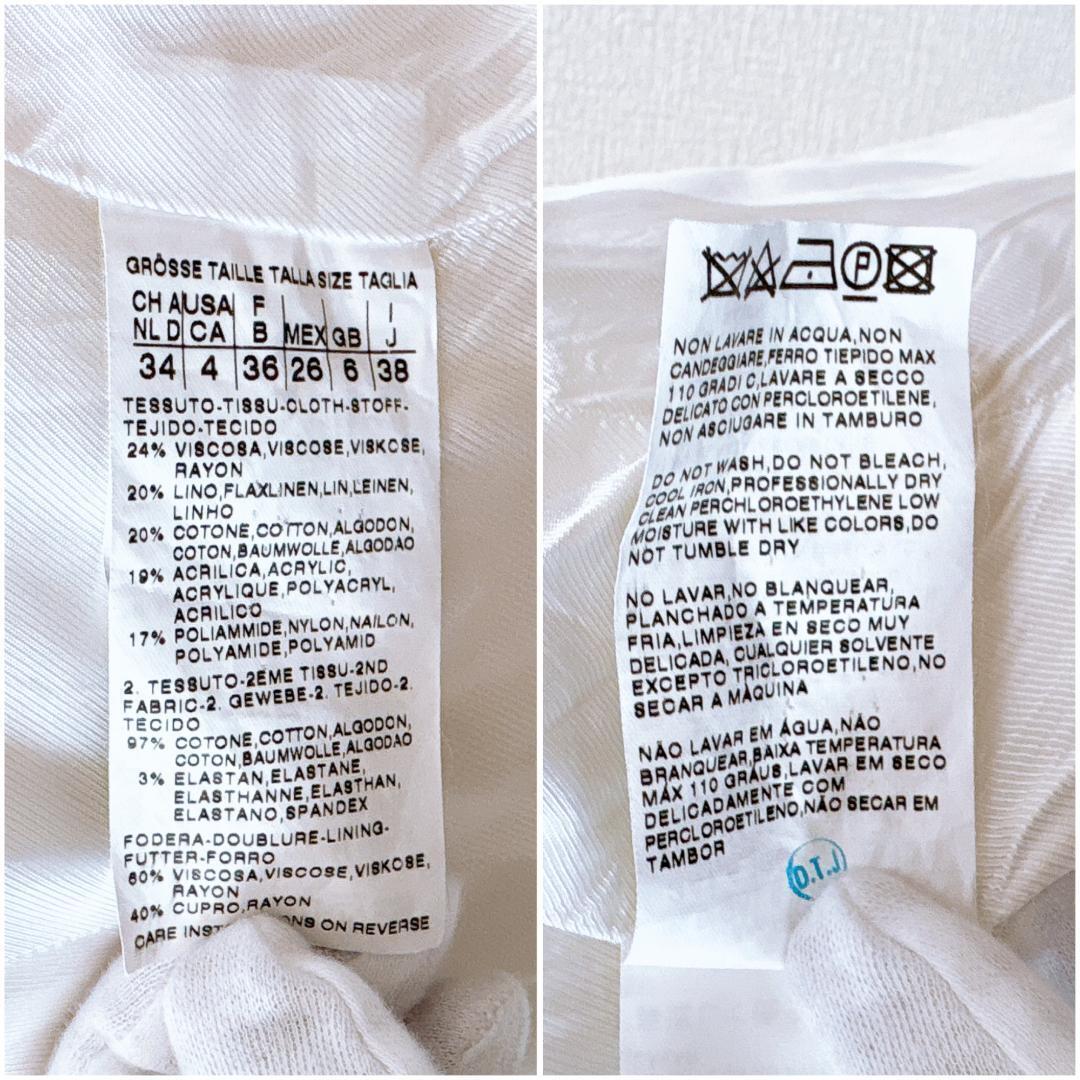 GRÖSSE TAILLE TALLA SIZE TAGLIA
CH A USA F I
NL D CA B MEX GB J
34 4 36 26 6 38
TESSUTO-TISSU-CLOTH-STOFF-
TEJIDO-TECIDO
24% VISCOSA,VISCOSE,VISKOSE,
RAYON
20% LINO,FLAXLINEN,LIN,LEINEN,
LINHO
20% COTONE,COTTON,ALGODON,
COTON,BAUMWOLLE,ALGODAO
19% ACRILICA,ACRYLIC,
ACRYLIQUE,POLYACRYL,
ACRILICO
17% POLIAMMIDE,NYLON,NAILON,
POLYAMIDE,POLYAMID
2. TESSUTO-2EME TISSU-2ND
FABRIC-2. GEWEBE-2. TEJIDO-2.
TECIDO
97% COTONE,COTTON,ALGODON,
COTON,BAUMWOLLE,ALGODAO
3% ELASTAN,ELASTANE,
ELASTHANNE,ELASTHAN,
ELASTANO,SPANDEX
FODERA-DOUBLURE-LINING-
FUTTER-FORRO
60% VISCOSA,VISCOSE,VISKOSE,
RAYON
40% CUPRO,RAYON
CARE ON REVERSE
P
NON LAVARE IN ACQUA,NON
CANDEGGIARE,FERRO TIEPIDO MAX
110 GRADI C,LAVARE A SECCO
DELICATO CON PERCLOROETILENE,
NON ASCIUGARE IN TAMBURO
DO NOT WASH,DO NOT BLEACH,
COOL IRON,PROFESSIONALLY DRY
CLEAN PERCHLOROETHYLENE LOW
MOISTURE WITH LIKE COLORS,DO
NOT TUMBLE DRY
NO LAVAR,NO BLANQUEAR,
PLANCHADO A TEMPERATURA
FRIA,LIMPIEZA EN SECO MUY
DELICADA, CUALQUIER SOLVENTE
EXCEPTO TRICLOROETILENO,NO
SECAR A MÀQUINA
NÃO LAVAR EM ÁGUA,NÃO
BRANQUEAR,BAIXA TEMPERATURA
MÁX 110 GRAUS,LAVAR EM SECO
DELICADAMENTE COM
PERCLOROETILENO,NÃO SECAR EM
TAMBOR
D.T.J